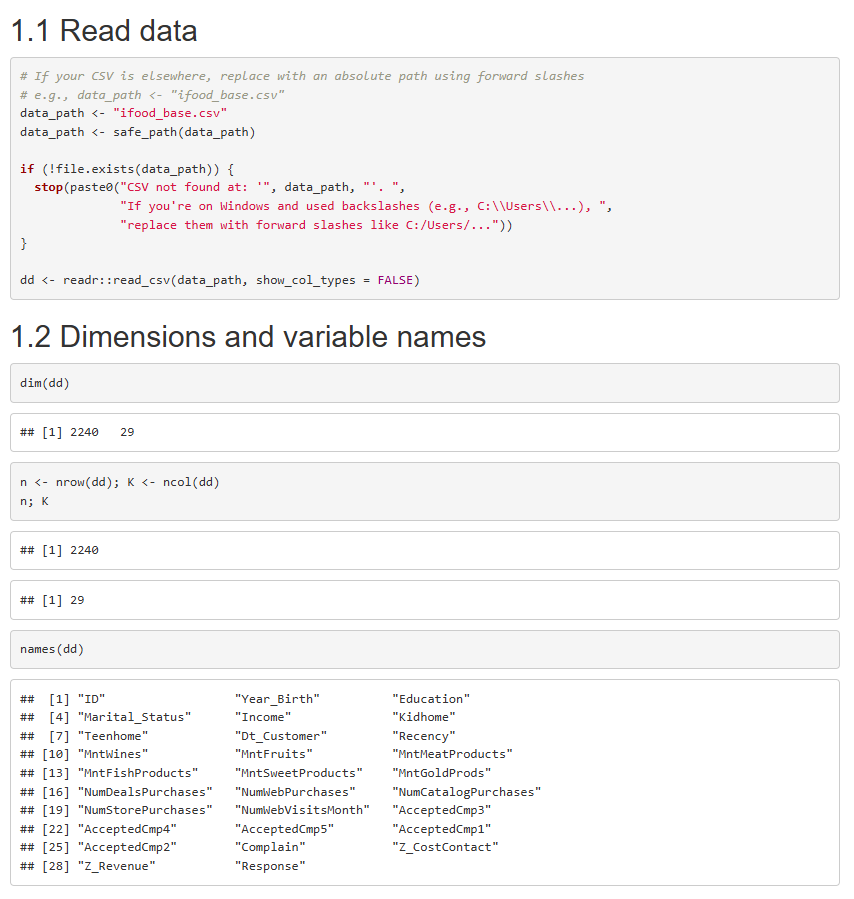 1.1 Read data
# If your CSV is elsewhere, replace with an absolute path using forward slashes
# e.g., data_path <- "ifood_base.csv"
data_path <- "ifood_base.csv"
data_path <- safe_path(data_path)
if (!file.exists(data_path)) {
  stop(paste0("CSV not found at: '", data_path, "'. ",
              "If you're on Windows and used backslashes (e.g., C:\\Users\\...), ",
              "replace them with forward slashes like C:/Users/..."))
}
dd <- readr::read_csv(data_path, show_col_types = FALSE)
1.2 Dimensions and variable names
dim(dd)
## [1] 2240   29
n <- nrow(dd); K <- ncol(dd)
n; K
## [1] 2240
## [1] 29
names(dd)
##  [1] "ID"                  "Year_Birth"          "Education"
##  [4] "Marital_Status"      "Income"              "Kidhome"
##  [7] "Teenhome"            "Dt_Customer"         "Recency"
## [10] "MntWines"            "MntFruits"           "MntMeatProducts"
## [13] "MntFishProducts"     "MntSweetProducts"    "MntGoldProds"
## [16] "NumDealsPurchases"   "NumWebPurchases"     "NumCatalogPurchases"
## [19] "NumStorePurchases"   "NumWebVisitsMonth"   "AcceptedCmp3"
## [22] "AcceptedCmp4"        "AcceptedCmp5"        "AcceptedCmp1"
## [25] "AcceptedCmp2"        "Complain"            "Z_CostContact"
## [28] "Z_Revenue"           "Response"